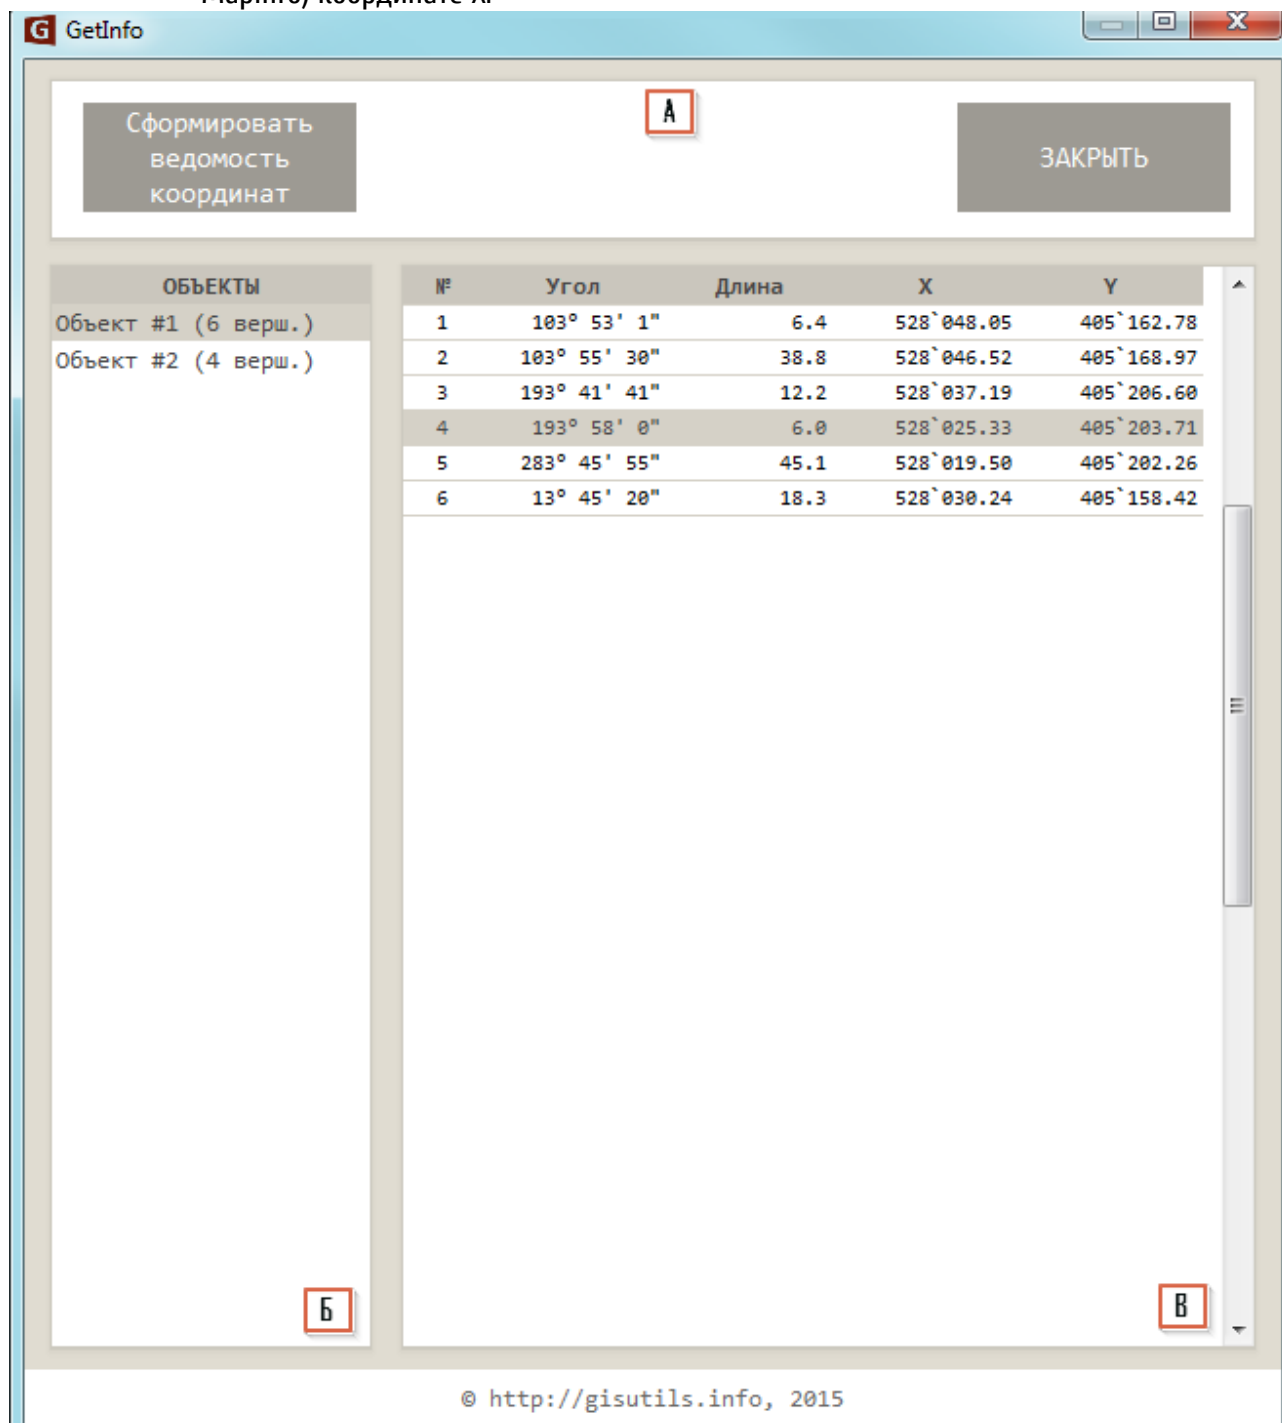 MapInfo) координате X.
GetInfo
А
Сформировать
ведомость
координат
ЗАКРЫТЬ
ОБЪЕКТЫ
Объект #1 (6 верш.)
Объект #2 (4 верш.)
№ Угол Длина X Y
1 103° 53' 1" 6.4 528`048.05 405`162.78
2 103° 55' 30" 38.8 528`046.52 405`168.97
3 193° 41' 41" 12.2 528`037.19 405`206.60
4 193° 58' 0" 6.0 528`025.33 405`203.71
5 283° 45' 55" 45.1 528`019.50 405`202.26
6 13° 45' 20" 18.3 528`030.24 405`158.42
Б
В
© http://gisutils.info, 2015